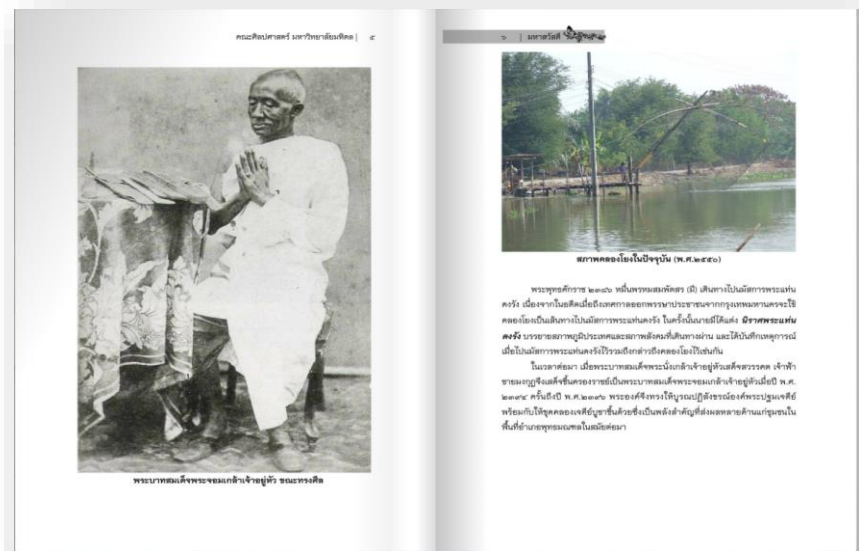 คณะศิลปศาสตร์ มหาวิทยาลัยมหิดล | ๕
พระบาทสมเด็จพระจอมเกล้าเจ้าอยู่หัว ขณะทรงศีล
๖ | มหาสวัสดี
สภาพคลองโยงในปัจจุบัน (พ.ศ.๒๕๕๐)
พระพุทธศักราช ๒๓๘๖ หมื่นพรหมสมพัตสร (มี) เดินทางไปนมัสการพระแท่น
ดงรัง เนื่องจากในอดีตเมื่อถึงเทศกาลออกพรรษาประชาชนจากกรุงเทพมหานครจะใช้
คลองโยงเป็นเส้นทางไปนมัสการพระแท่นดงรัง ในครั้งนั้นนายมีได้แต่ง นิราศพระแท่น
ดงรัง บรรยายสภาพภูมิประเทศและสภาพสังคมที่เดินทางผ่าน และได้บันทึกเหตุการณ์
เมื่อไปนมัสการพระแท่นดงรังไว้รวมถึงกล่าวถึงคลองโยงไว้เช่นกัน
ในเวลาต่อมา เมื่อพระบาทสมเด็จพระนั่งเกล้าเจ้าอยู่หัวเสด็จสวรรคต เจ้าฟ้า
ชายมงกุฎจึงเสด็จขึ้นครองราชย์เป็นพระบาทสมเด็จพระจอมเกล้าเจ้าอยู่หัวเมื่อปี พ.ศ.
๒๓๙๔ ครั้นถึงปี พ.ศ.๒๓๙๖ พระองค์จึงทรงให้บูรณปฏิสังขรณ์องค์พระปฐมเจดีย์
พร้อมกับให้ขุดคลองเจดีย์บูชาขึ้นด้วยซึ่งเป็นพลังสำคัญที่ส่งผลหลายด้านแก่ชุมชนใน
พื้นที่อำเภอพุทธมณฑลในสมัยต่อมา